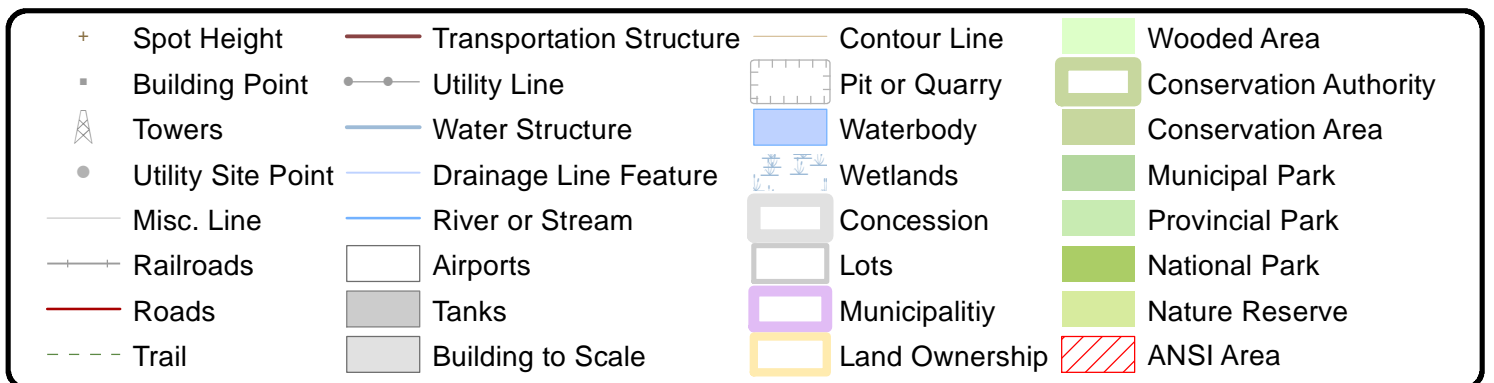 Spot Height
Building Point
Towers
Utility Site Point
Misc. Line
Railroads
Roads
Trail
Transportation Structure
Utility Line
Water Structure
Drainage Line Feature
River or Stream
Airports
Tanks
Building to Scale
Contour Line
Pit or Quarry
Waterbody
Wetlands
Concession
Lots
Municipalitiy
Land Ownership
Wooded Area
Conservation Authority
Conservation Area
Municipal Park
Provincial Park
National Park
Nature Reserve
ANSI Area